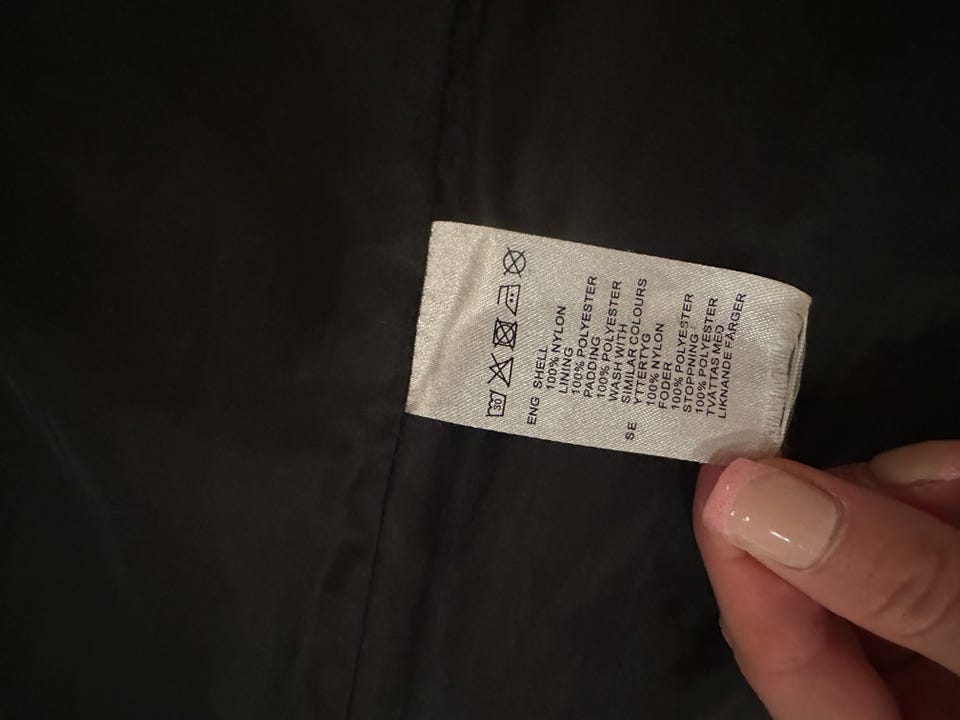 30
ENG SHELL
100% NYLON
LINING
100% POLYESTER
PADDING
100% POLYESTER
WASH WITH
SIMILAR COLOURS
SE YTTERTYG
100% NYLON
FODER
100% POLYESTER
STOPPNING
100% POLYESTER
TVÄTTAS MED
LIKNANDE FÄRGER